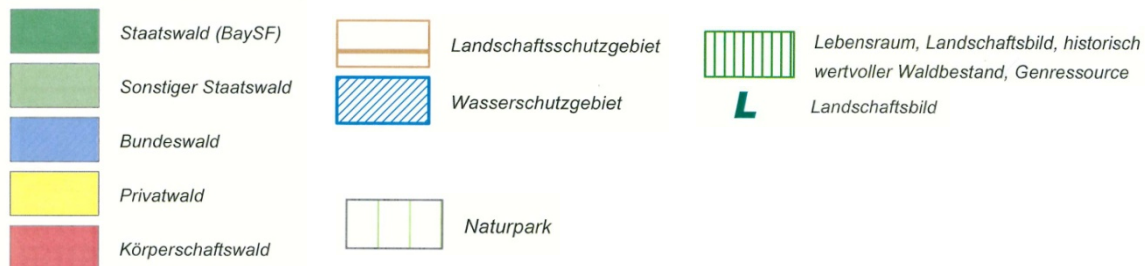 Staatswald (BaySF)
Sonstiger Staatswald
Bundeswald
Privatwald
Körperschaftswald
Landschaftsschutzgebiet
Wasserschutzgebiet
Naturpark
Lebensraum, Landschaftsbild, historisch
wertvoller Waldbestand, Genressource
L
Landschaftsbild